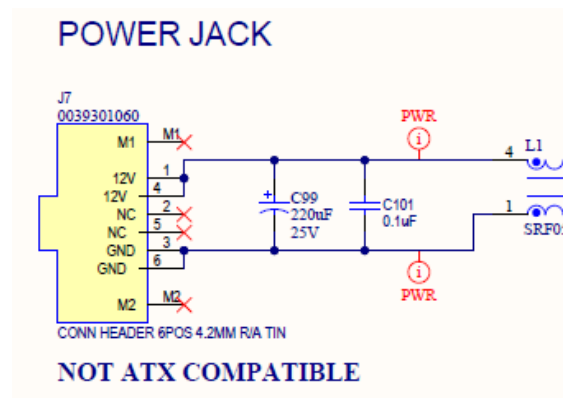 POWER JACK
J7
0039301060
PWR
M1 M1
L1
4
12V 1
12V 4
C99
C101
NC 2
220uF
0.1uF
1
NC 5
25V
SRF0
GND 3
GND 6
PWR
M2 M2
CONN HEADER 6POS 4.2MM R/A TIN
NOT ATX COMPATIBLE